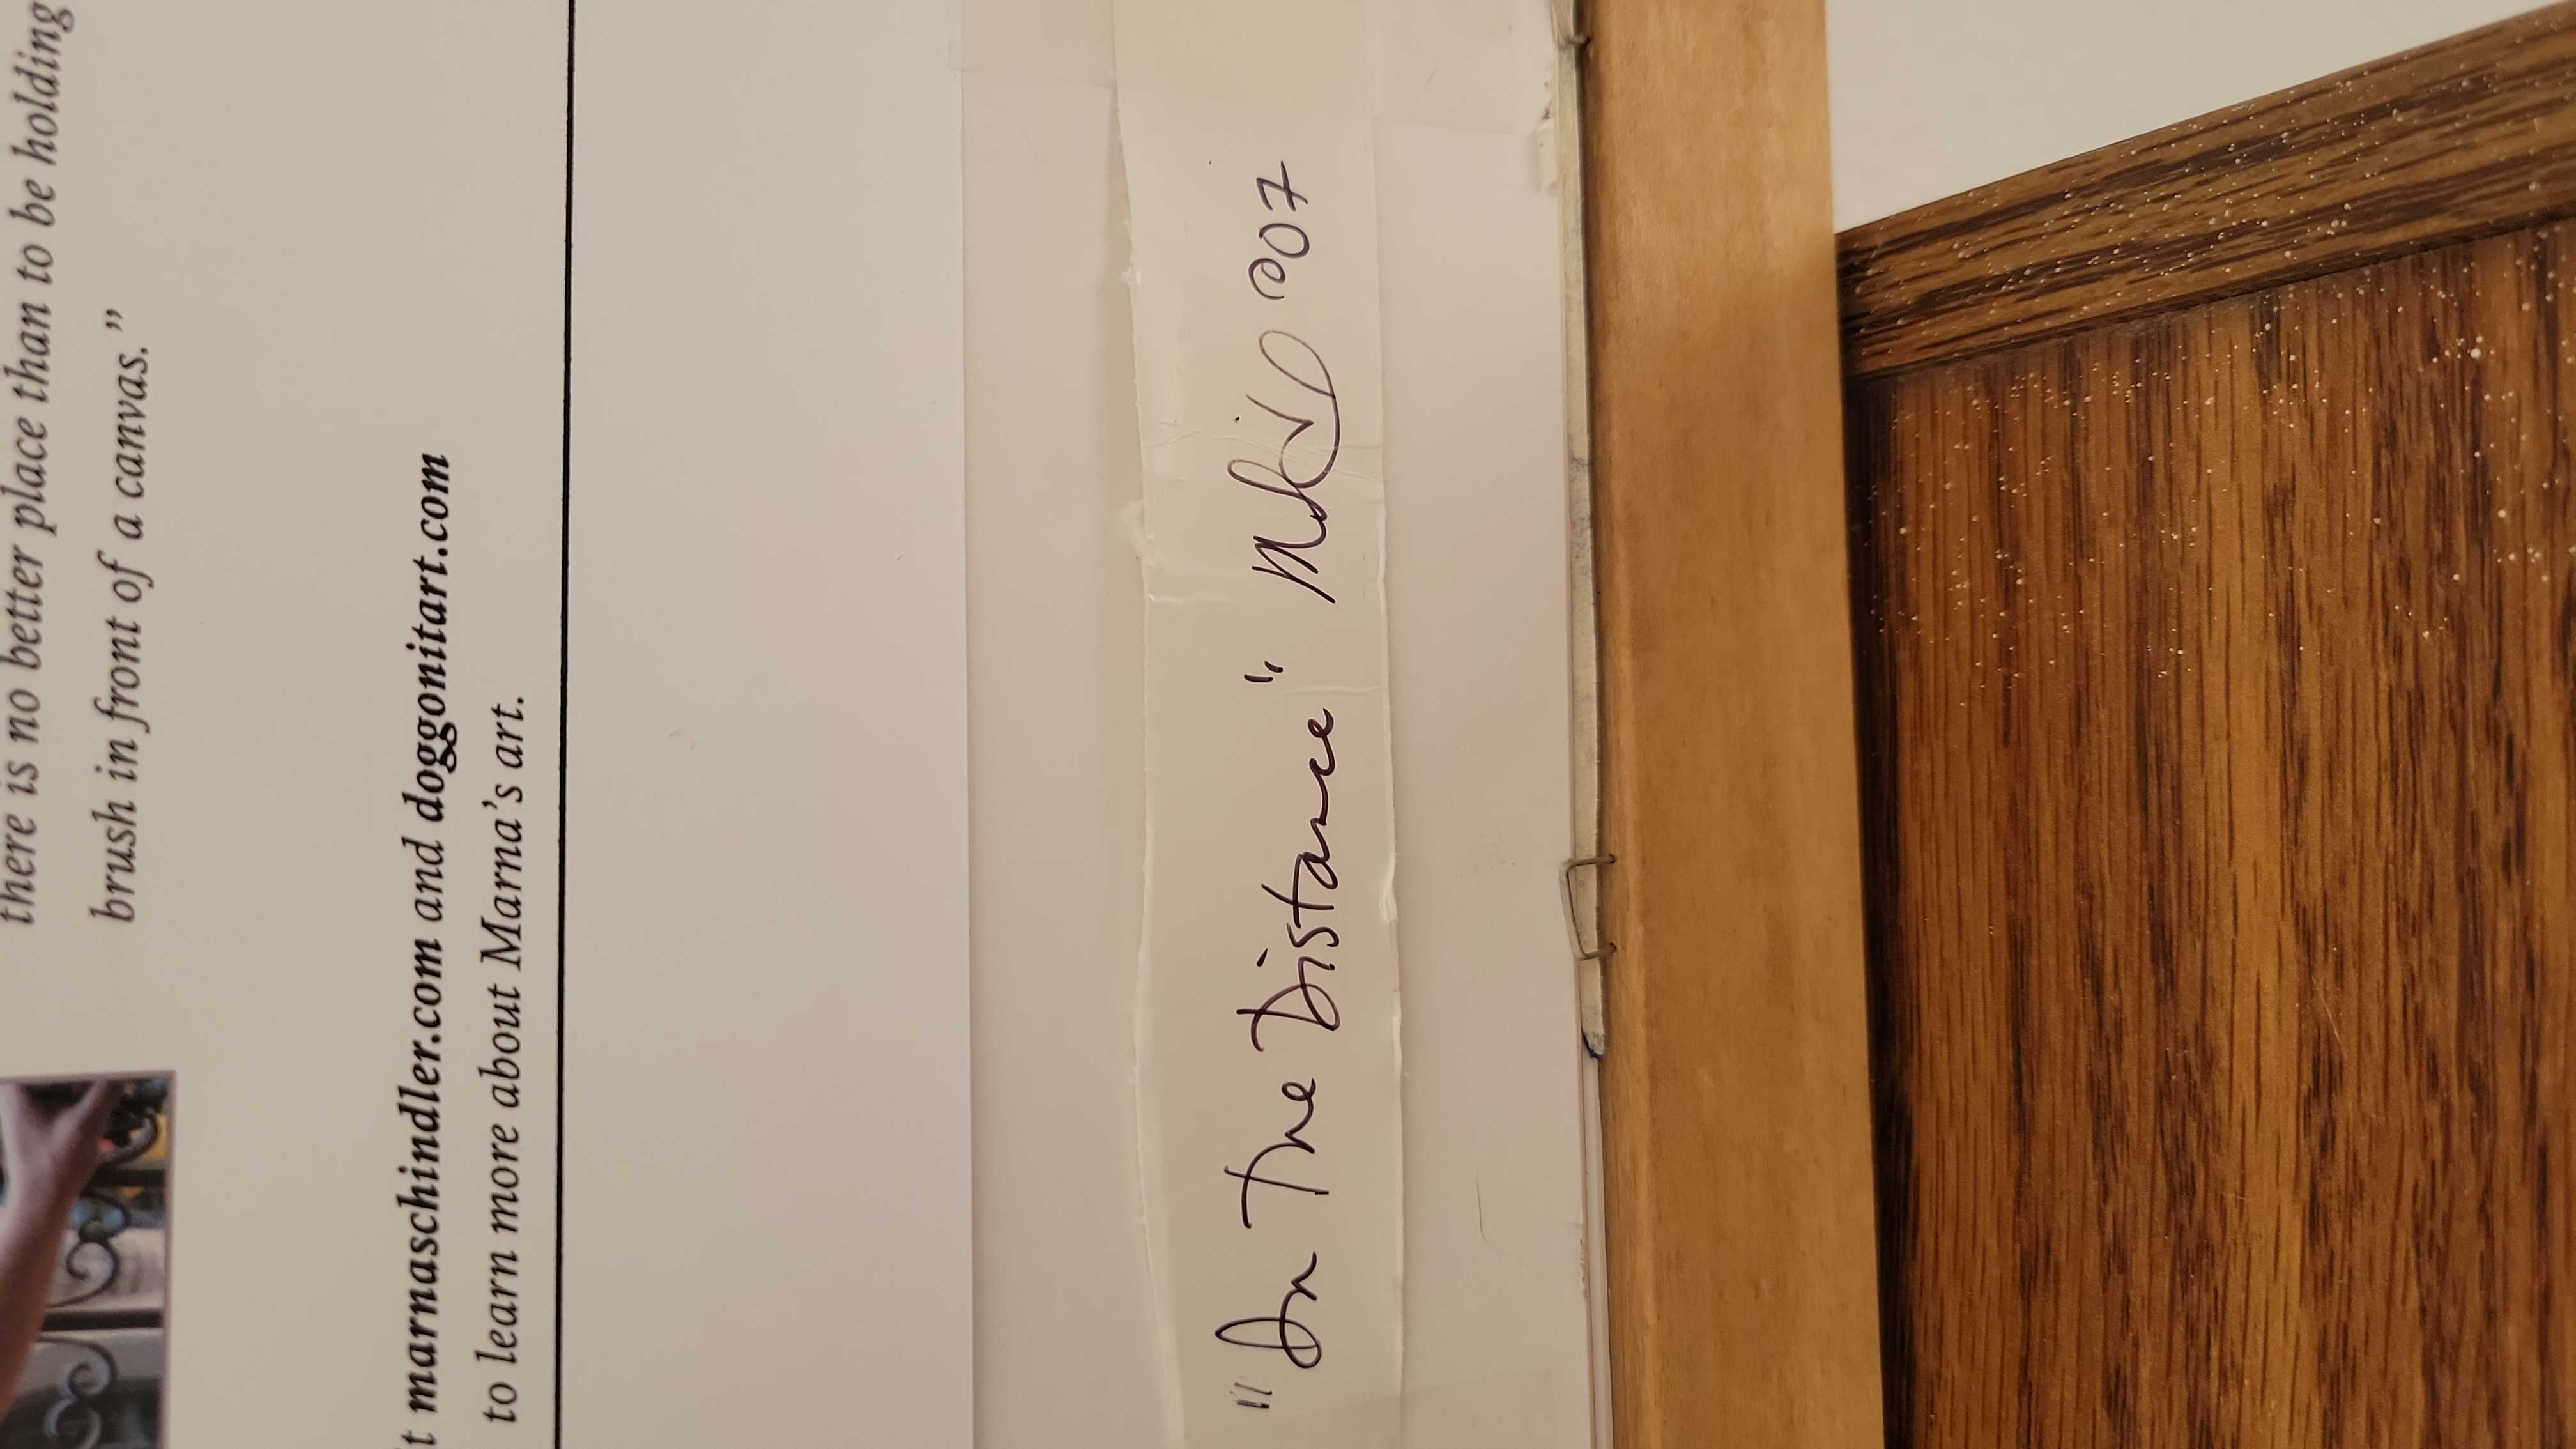 there is no better place than to be holding
brush in front of a canvas.”
marnaschindler.com and doggonitart.com
to learn more about Marna’s art.
"In The Distance" 007